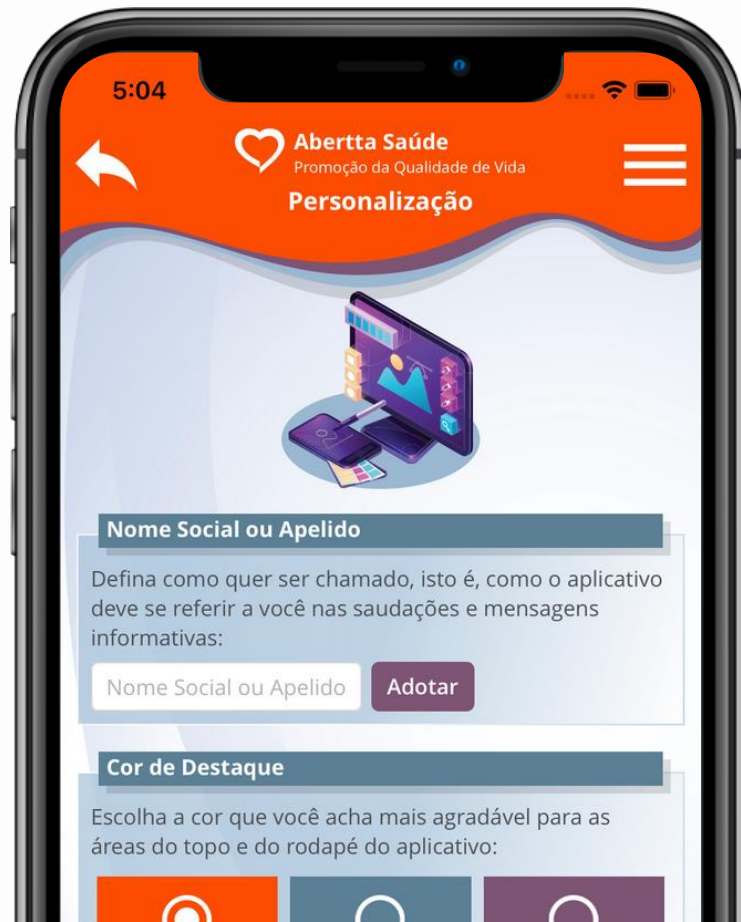 5:04
Abertta Saúde
Promoção da Qualidade de Vida
Personalização
Nome Social ou Apelido
Defina como quer ser chamado, isto é, como o aplicativo
deve se referir a você nas saudações e mensagens
informativas:
Nome Social ou Apelido
Adotar
Cor de Destaque
Escolha a cor que você acha mais agradável para as
áreas do topo e do rodapé do aplicativo: